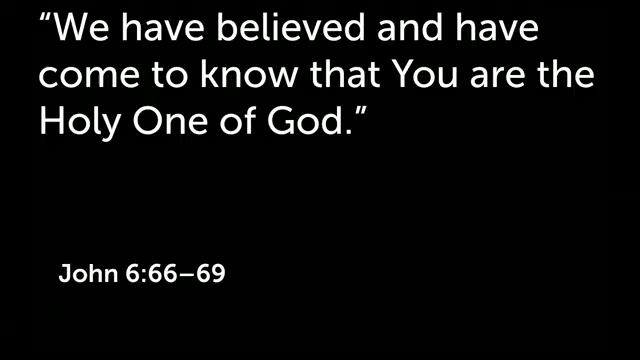 “We have believed and have
come to know that You are the
Holy One of God.”
John 6:66–69